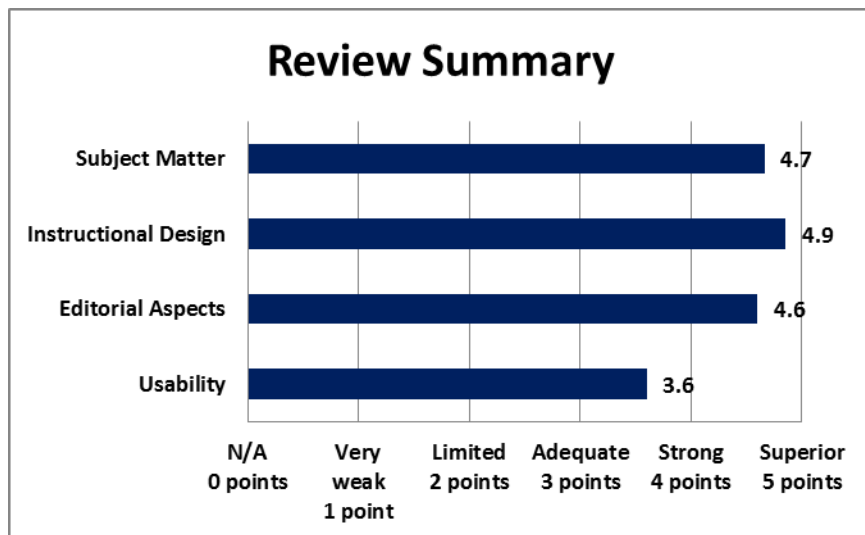 Review Summary
Subject Matter
4.7
Instructional Design
4.9
Editorial Aspects
4.6
Usability
3.6
N/A Very Limited Adequate Strong Superior
0 points weak 2 points 3 points 4 points 5 points
1 point